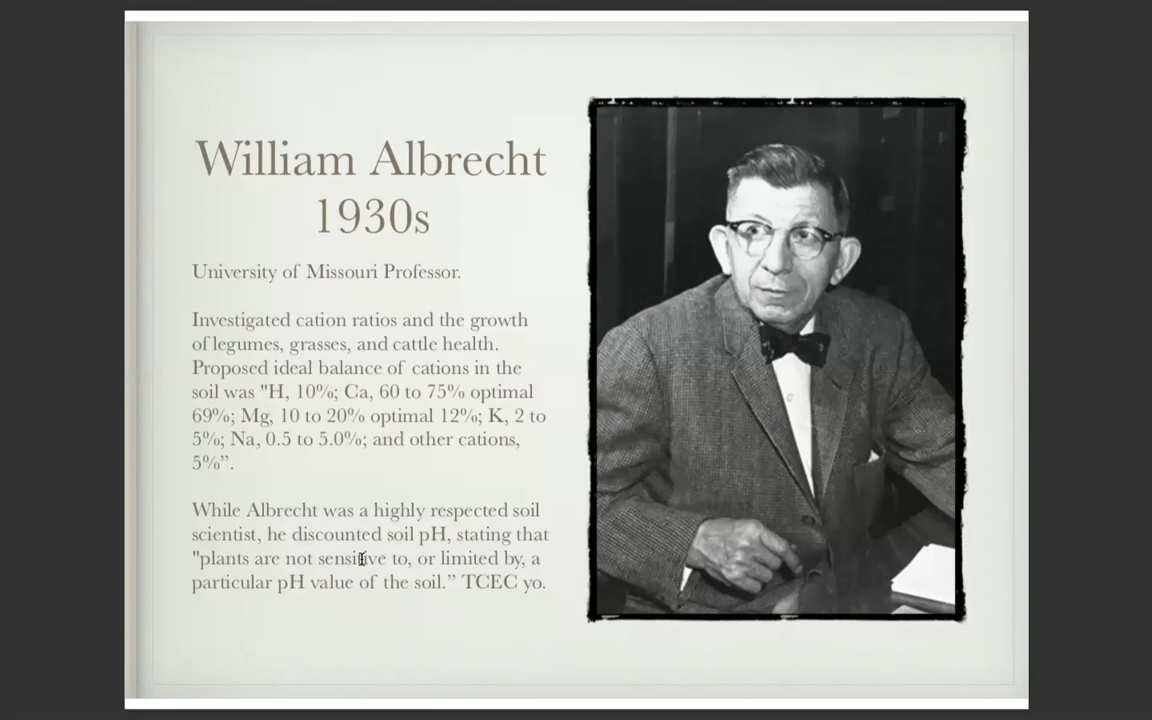 William Albrecht
1930s
University of Missouri Professor.
Investigated cation ratios and the growth
of legumes, grasses, and cattle health.
Proposed ideal balance of cations in the
soil was "H, 10%; Ca, 60 to 75% optimal
69%; Mg, 10 to 20% optimal 12%; K, 2 to
5%; Na, 0.5 to 5.0%; and other cations,
5%”.
While Albrecht was a highly respected soil
scientist, he discounted soil pH, stating that
"plants are not sensitive to, or limited by, a
particular pH value of the soil.” TCEC yo.